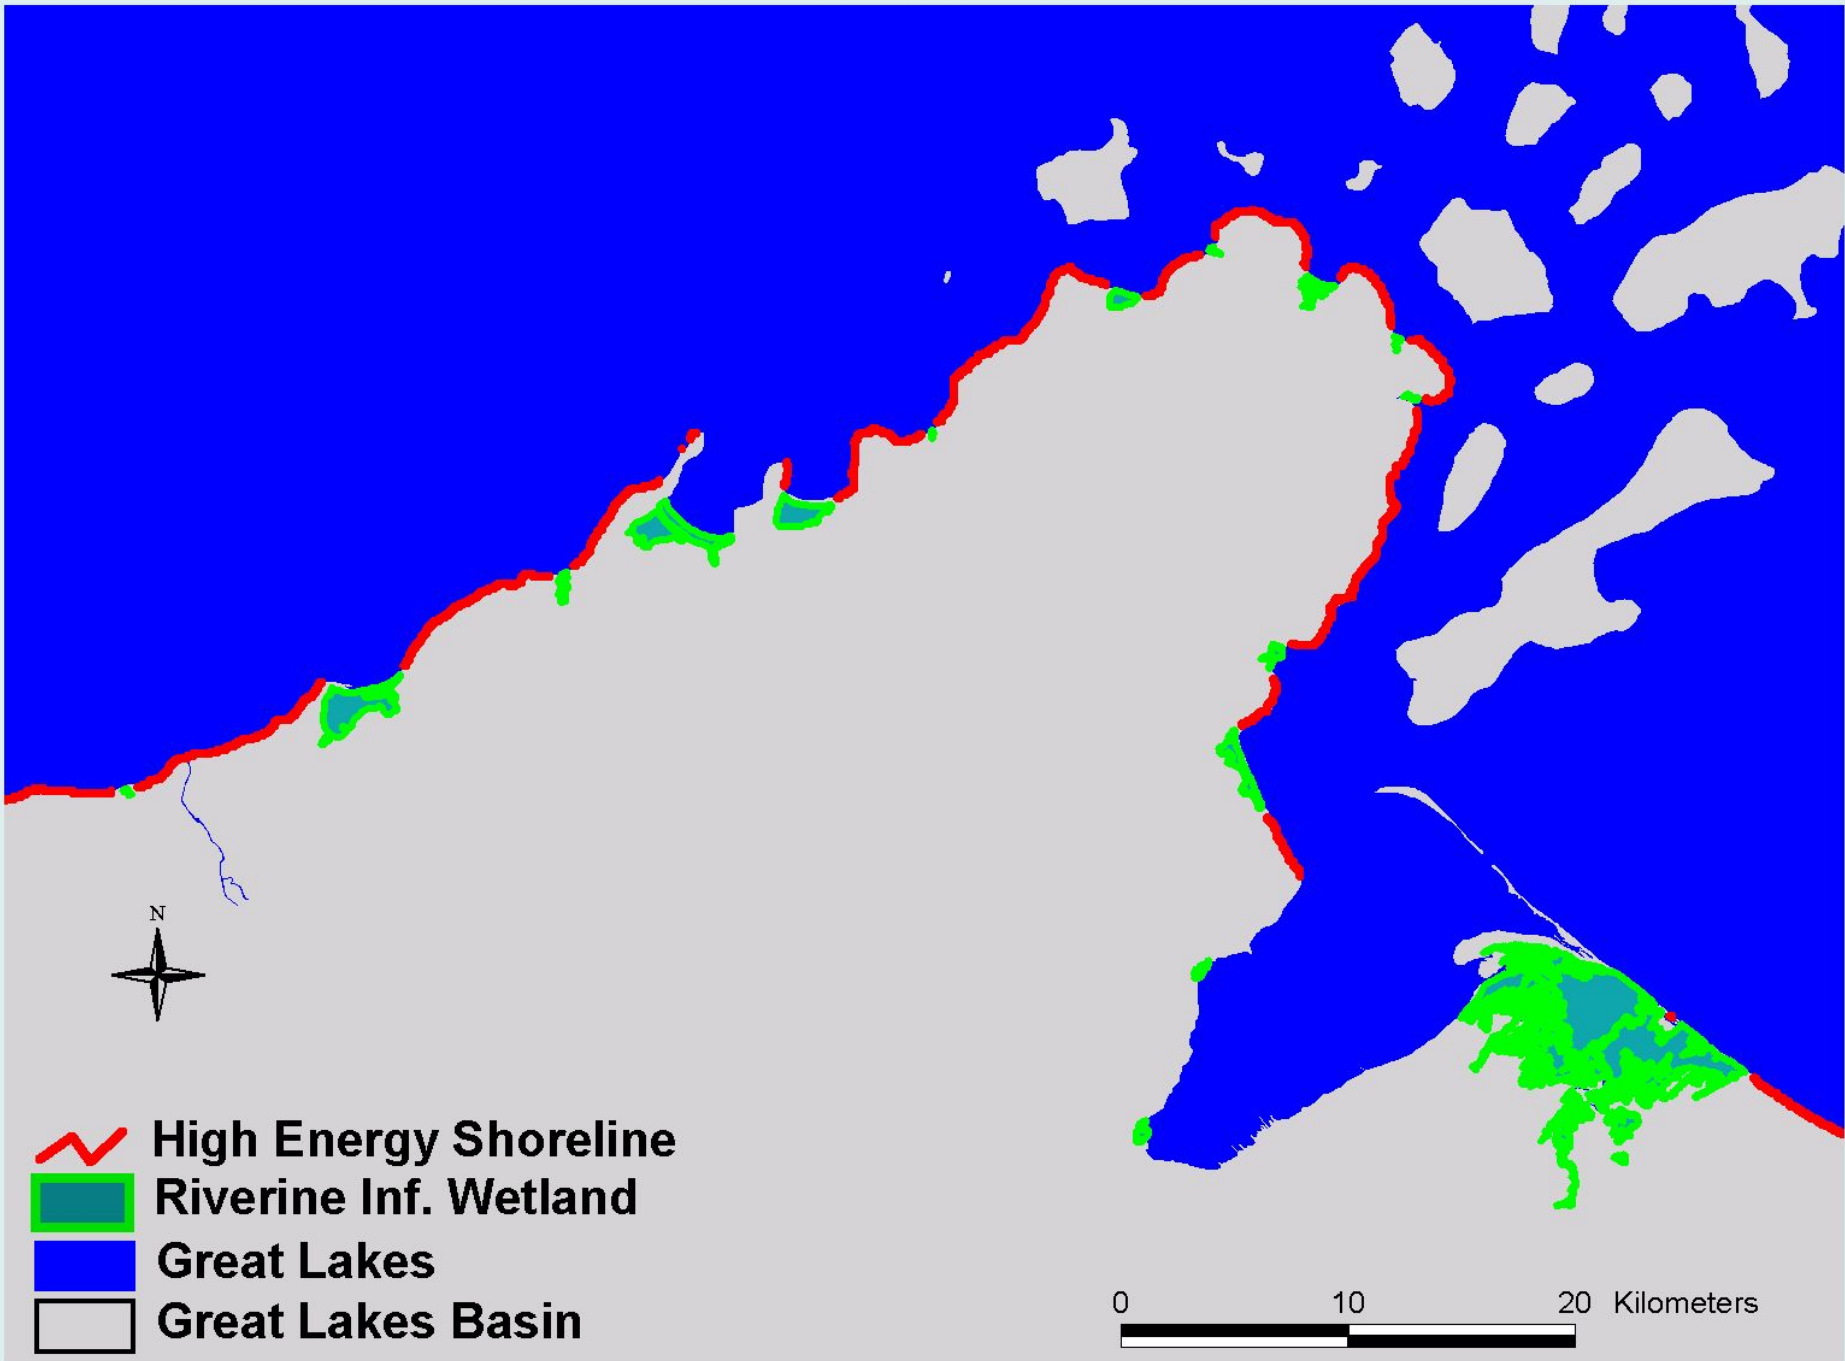 N
High Energy Shoreline
Riverine Inf. Wetland
Great Lakes
Great Lakes Basin
0 10 20 Kilometers